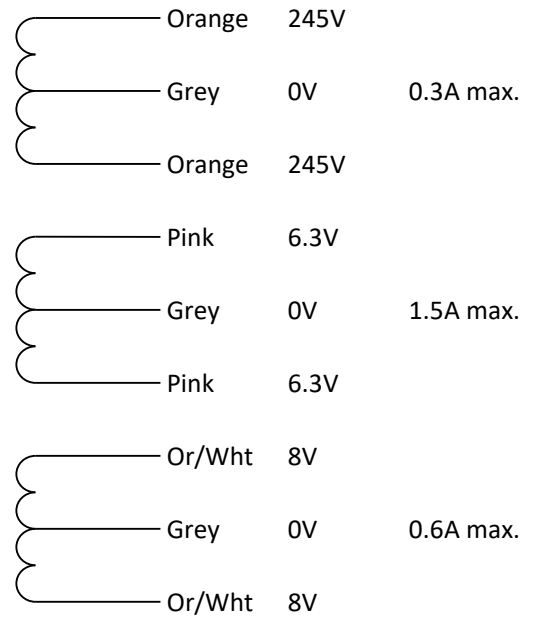 Orange 245V
Grey 0V 0.3A max.
Orange 245V
Pink 6.3V
Grey 0V 1.5A max.
Pink 6.3V
Or/Wht 8V
Grey 0V 0.6A max.
Or/Wht 8V